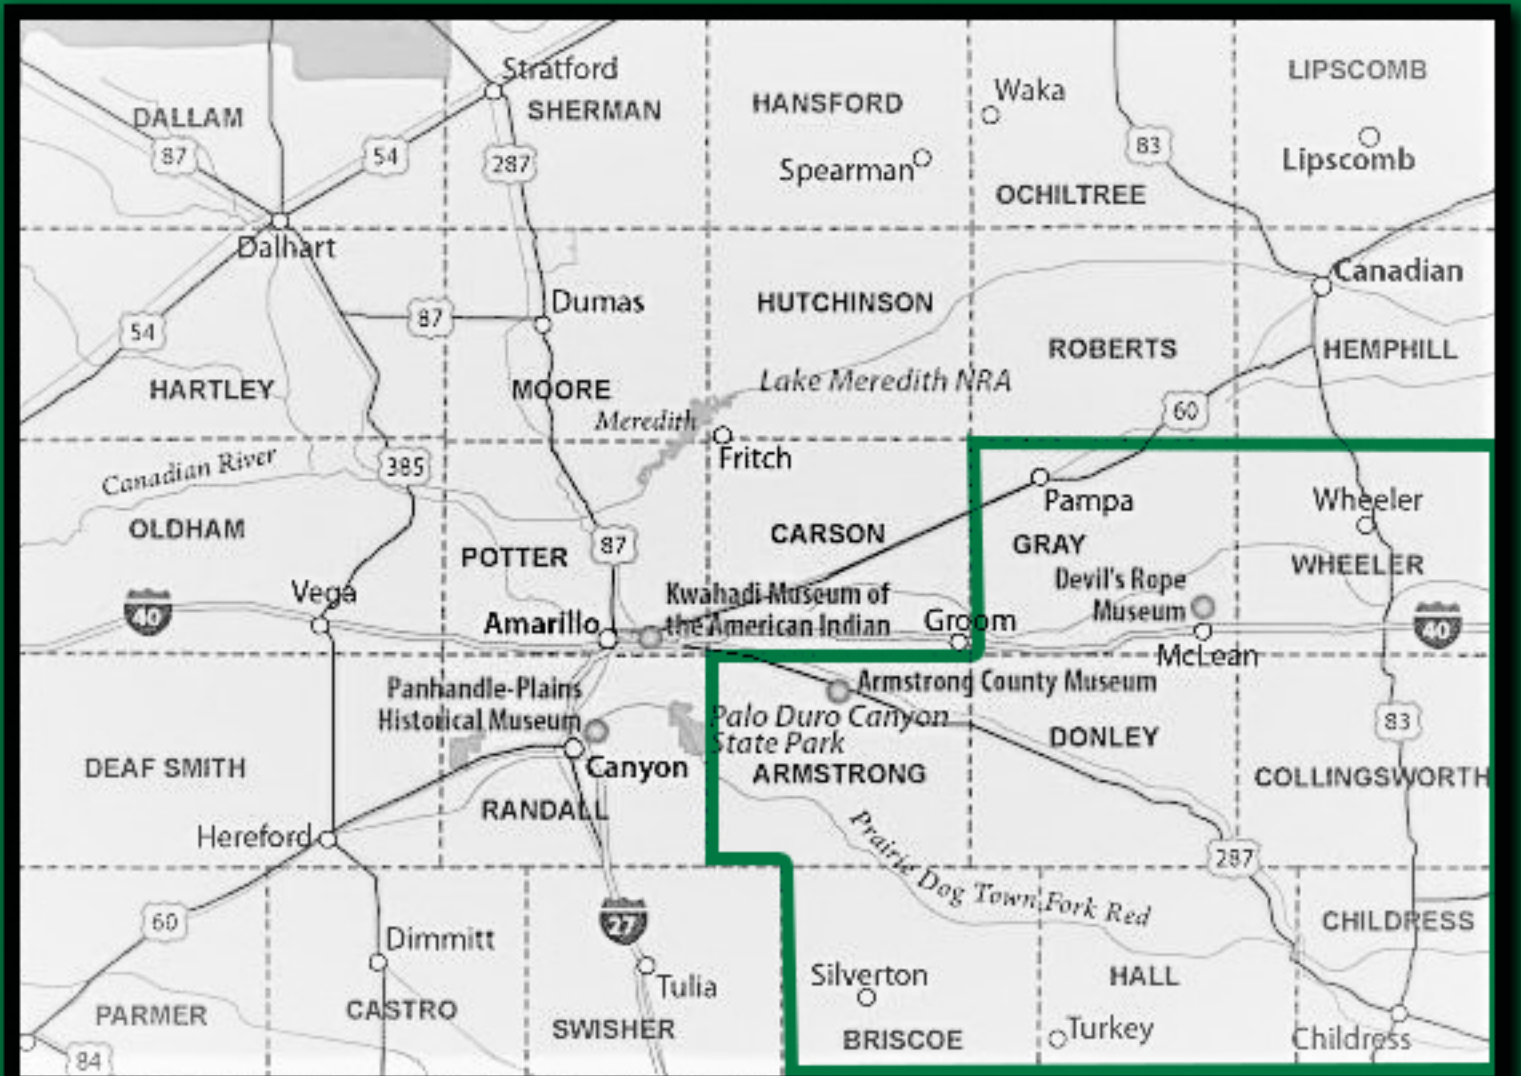 Stratford
LIPSCOMB
Waka
HANSFORD
SHERMAN
DALLAM
Lipscomb
83
87
54
287
Spearman
OCHILTREE
Dalhart
Canadian
Dumas
HUTCHINSON
87
54
ROBERTS
HEMPHILL
Lake Meredith NRA
HARTLEY
MOORE
60
Meredith
Fritch
Canadian River
385
Pampa
Wheeler
OLDHAM
CARSON
POTTER
87
GRAY
WHEELER
Vega
Kwahadi Museum of
the American Indian
Devil's Rope
Museum
40
Amarillo
Groom
40
McLean
Panhandle-Plains
Historical Museum
Armstrong County Museum
Palo Duro Canyon
State Park
83
DONLEY
DEAF SMITH
Canyon
ARMSTRONG
COLLINGSWORTH
RANDALL
Hereford
Prairie Dog Town Fork Red
287
60
27
CHILDRESS
Dimmitt
Silverton
HALL
Tulia
PARMER
CASTRO
SWISHER
BRISCOE
Turkey
Childress
84